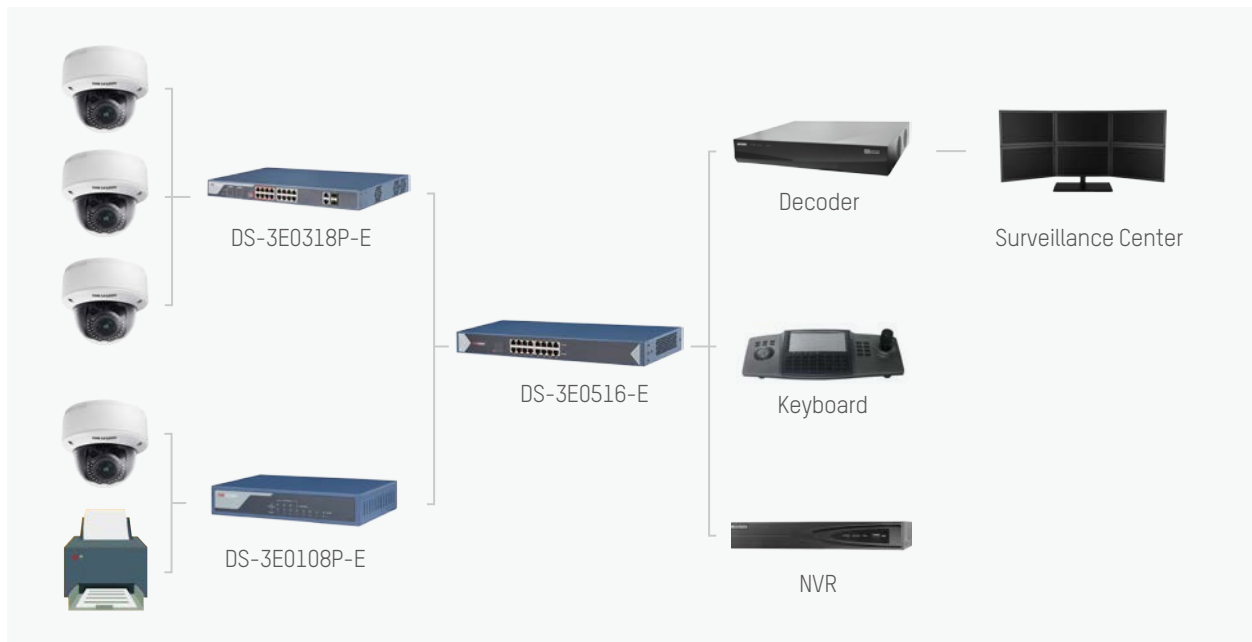 DS-3E0318P-E
DS-3E0108P-E
DS-3E0516-E
Decoder
Surveillance Center
Keyboard
NVR